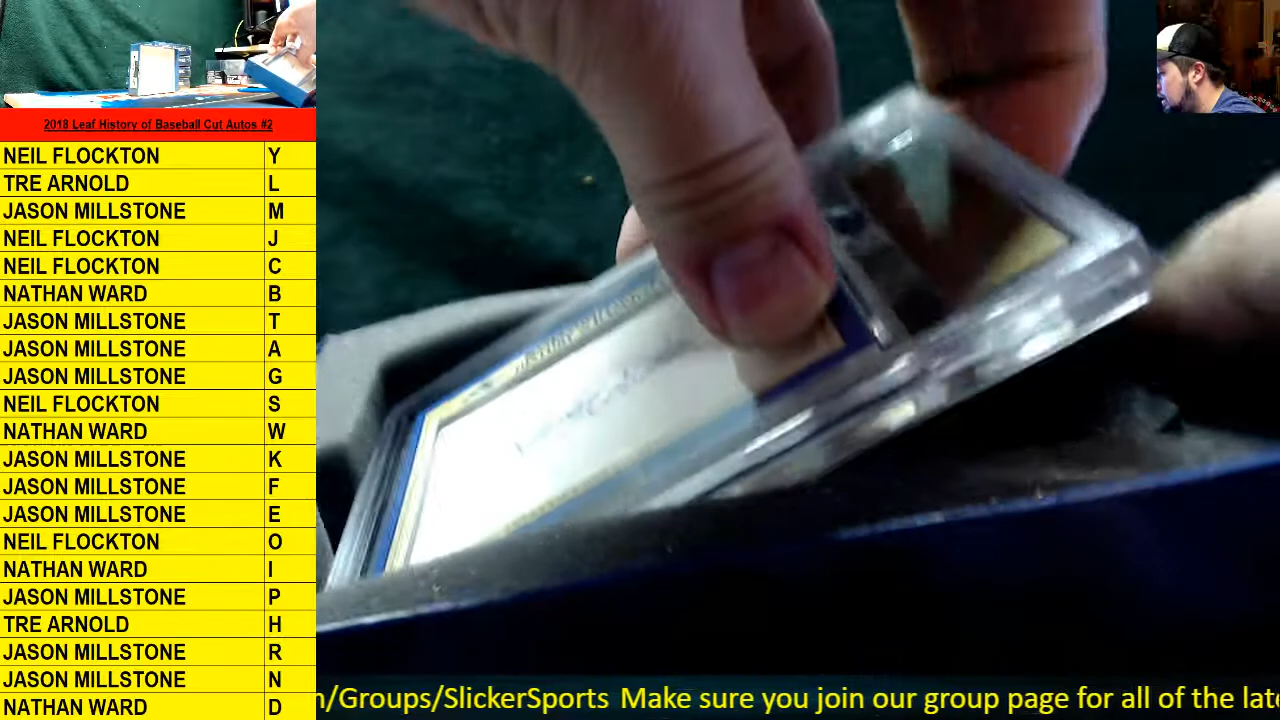 2018 Leaf History of Baseball Cut Autos #2
NEIL FLOCKTON Y
TRE ARNOLD L
JASON MILLSTONE M
NEIL FLOCKTON J
NEIL FLOCKTON C
NATHAN WARD B
JASON MILLSTONE T
JASON MILLSTONE A
JASON MILLSTONE G
NEIL FLOCKTON S
NATHAN WARD W
JASON MILLSTONE K
JASON MILLSTONE F
JASON MILLSTONE E
NEIL FLOCKTON O
NATHAN WARD I
JASON MILLSTONE P
TRE ARNOLD H
JASON MILLSTONE R
JASON MILLSTONE N
NATHAN WARD D
/Groups/SlickerSports Make sure you join our group page for all of the late